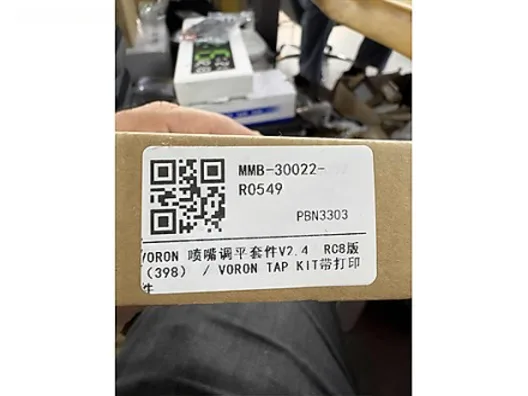 MMB-30022-
R0549
PBN3303
VORON 喷嘴调平套件V2.4 RC8版
(398) / VORON TAP KIT带打印
件